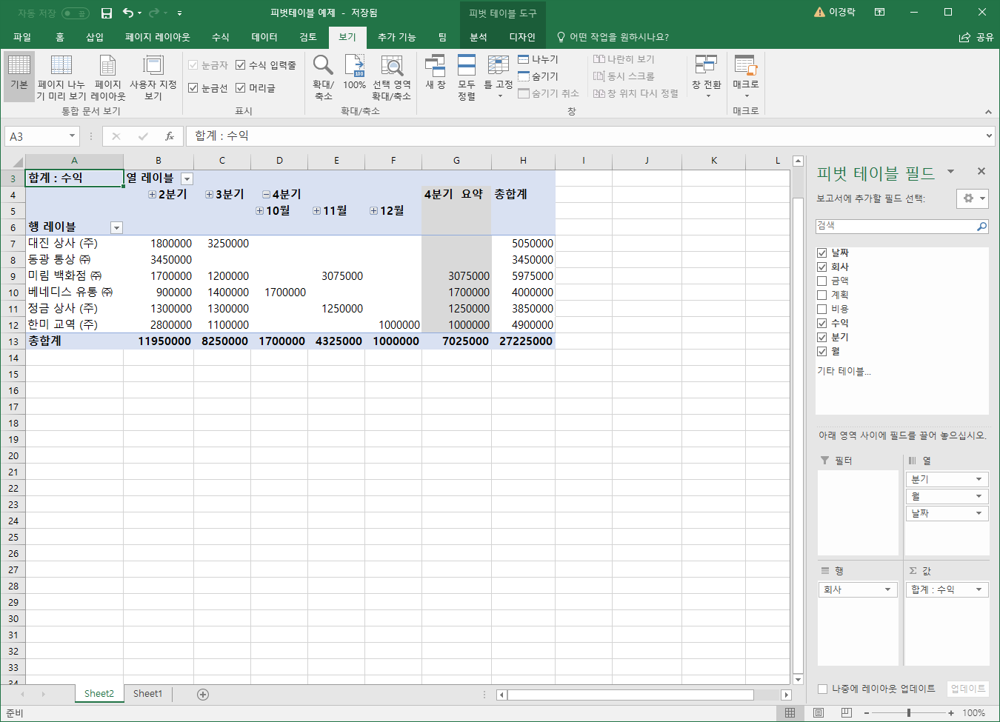 자동 저장 끔
피벗테이블 예제 - 저장됨
피벗 테이블 도구
이경락
파일 홈 삽입 페이지 레이아웃 수식 데이터 검토 보기 추가 기능 팀 분석 디자인 어떤 작업을 원하시나요? 공유
기본
페이지 나누기 미리 보기
페이지 레이아웃
사용자 지정 보기
통합 문서 보기
눈금자 수식 입력줄
눈금선 머리글
표시
확대/축소
100%
선택 영역 확대/축소
확대/축소
새 창
모두 정렬
틀 고정
나누기
숨기기
숨기기 취소
나란히 보기
동시 스크롤
창 위치 다시 정렬
창 전환
창
매크로
매크로
A3 fx 합계 : 수익
A B C D E F G H I J K L
3 합계 : 수익 열 레이블
4 2분기 3분기 4분기 4분기 요약 총합계
5 10월 11월 12월
6 행 레이블
7 대진 상사 (주) 1800000 3250000 5050000
8 동광 통상 ㈜ 3450000 3450000
9 미림 백화점 ㈜ 1700000 1200000 3075000 3075000 5975000
10 베네디스 유통 ㈜ 900000 1400000 1700000 1700000 4000000
11 정금 상사 (주) 1300000 1300000 1250000 1250000 3850000
12 한미 교역 (주) 2800000 1100000 1000000 1000000 4900000
13 총합계 11950000 8250000 1700000 4325000 1000000 7025000 27225000
14
15
16
17
18
19
20
21
22
23
24
25
26
27
28
29
30
31
32
33
34
피벗 테이블 필드
보고서에 추가할 필드 선택:
검색
날짜
회사
금액
계획
비용
수익
분기
월
기타 테이블...
아래 영역 사이에 필드를 끌어 놓으십시오.
필터
열
분기
월
날짜
행
회사
Σ 값
합계 : 수익
나중에 레이아웃 업데이트 업데이트
Sheet2 Sheet1
준비
100%